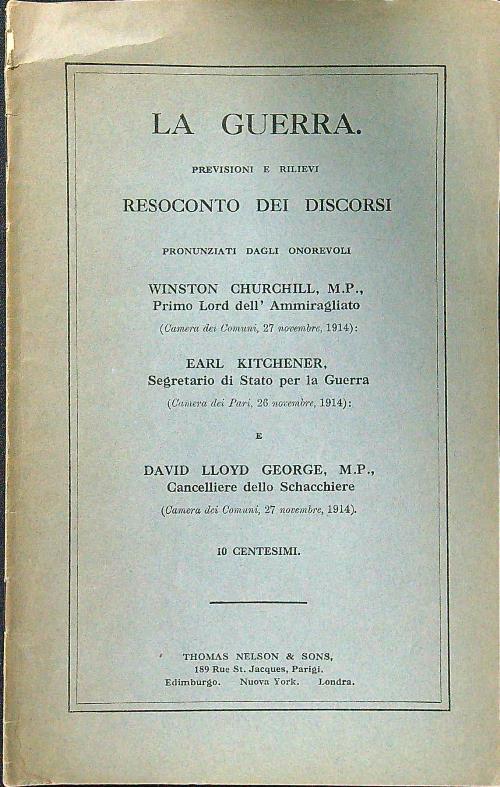 LA GUERRA.
PREVISIONI E RILIEVI
RESOCONTO DEI DISCORSI
PRONUNZIATI DAGLI ONOREVOLI
WINSTON CHURCHILL, M.P.,
Primo Lord dell' Ammiragliato
(Camera dei Comuni, 27 novembre, 1914):
EARL KITCHENER,
Segretario di Stato per la Guerra
(Camera dei Pari, 26 novembre, 1914):
E
DAVID LLOYD GEORGE, M.P.,
Cancelliere dello Schacchiere
(Camera dei Comuni, 27 novembre, 1914).
10 CENTESIMI.
THOMAS NELSON & SONS,
189 Rue St. Jacques, Parigi.
Edimburgo. Nuova York. Londra.